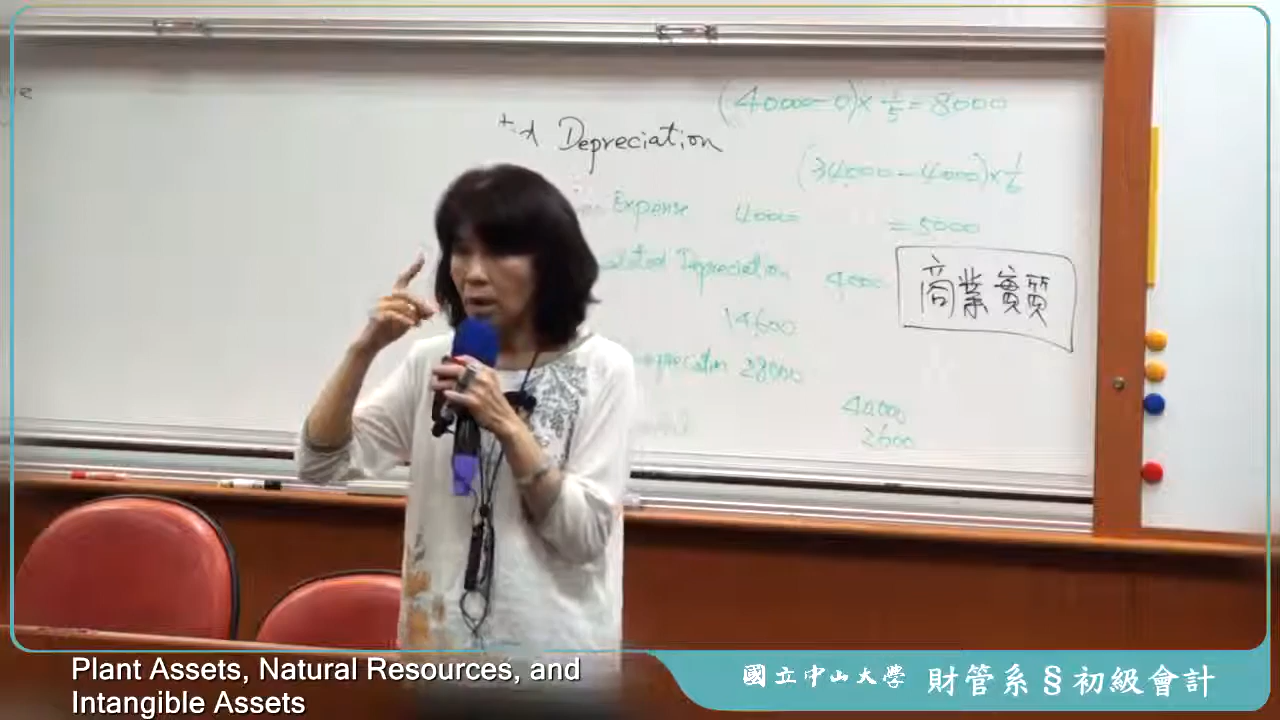 (40000-0)×1/5=8000
Depreciation
(34000-4000)×1/6
=5000
Expense 4000
Depreciation 4000
商業實質
14600
28000
40000
2600
Plant Assets, Natural Resources, and
Intangible Assets
國立中山大學 財管系§初級會計